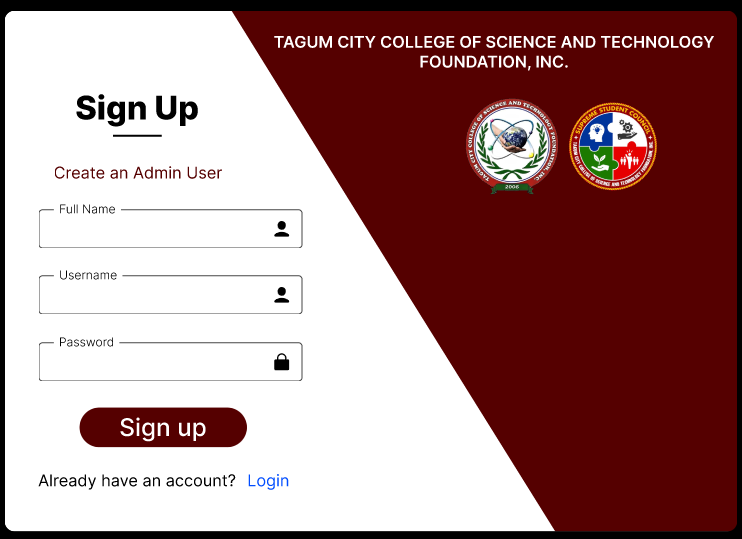 TAGUM CITY COLLEGE OF SCIENCE AND TECHNOLOGY
FOUNDATION, INC.
TAGUM CITY COLLEGE OF SCIENCE AND TECHNOLOGY FOUNDATION, INC.
2008
SUPREME STUDENT COUNCIL
TAGUM CITY COLLEGE OF SCIENCE AND TECHNOLOGY FOUNDATION, INC
Sign Up
Create an Admin User
Full Name
Username
Password
Sign up
Already have an account? Login